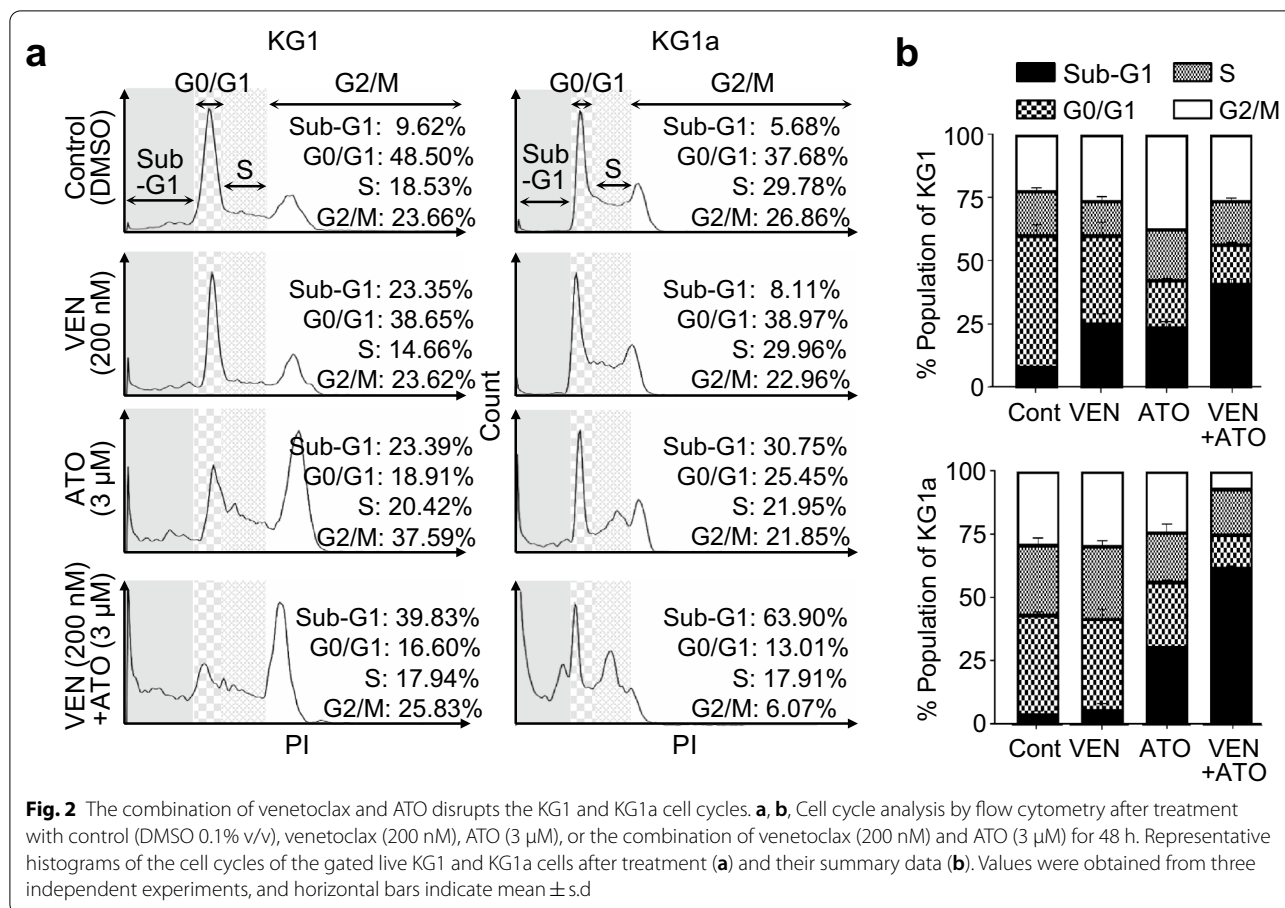 a
KG1
KG1a
G0/G1
G2/M
G0/G1
G2/M
Control
(DMSO)
Sub
-G1
S
Sub-G1: 9.62%
G0/G1: 48.50%
S: 18.53%
G2/M: 23.66%
Sub
-G1
S
Sub-G1: 5.68%
G0/G1: 37.68%
S: 29.78%
G2/M: 26.86%
VEN
(200 nM)
Sub-G1: 23.35%
G0/G1: 38.65%
S: 14.66%
G2/M: 23.62%
Sub-G1: 8.11%
G0/G1: 38.97%
S: 29.96%
G2/M: 22.96%
Count
ATO
(3 µM)
Sub-G1: 23.39%
G0/G1: 18.91%
S: 20.42%
G2/M: 37.59%
Sub-G1: 30.75%
G0/G1: 25.45%
S: 21.95%
G2/M: 21.85%
VEN (200 nM)
+ATO (3 µM)
Sub-G1: 39.83%
G0/G1: 16.60%
S: 17.94%
G2/M: 25.83%
Sub-G1: 63.90%
G0/G1: 13.01%
S: 17.91%
G2/M: 6.07%
PI
PI
b
Sub-G1
S
G0/G1
G2/M
% Population of KG1
100
75
50
25
0
Cont
VEN
ATO
VEN
+ATO
% Population of KG1a
100
75
50
25
0
Cont
VEN
ATO
VEN
+ATO
Fig. 2 The combination of venetoclax and ATO disrupts the KG1 and KG1a cell cycles. a, b, Cell cycle analysis by flow cytometry after treatment
with control (DMSO 0.1% v/v), venetoclax (200 nM), ATO (3 µM), or the combination of venetoclax (200 nM) and ATO (3 µM) for 48 h. Representative
histograms of the cell cycles of the gated live KG1 and KG1a cells after treatment (a) and their summary data (b). Values were obtained from three
independent experiments, and horizontal bars indicate mean ± s.d